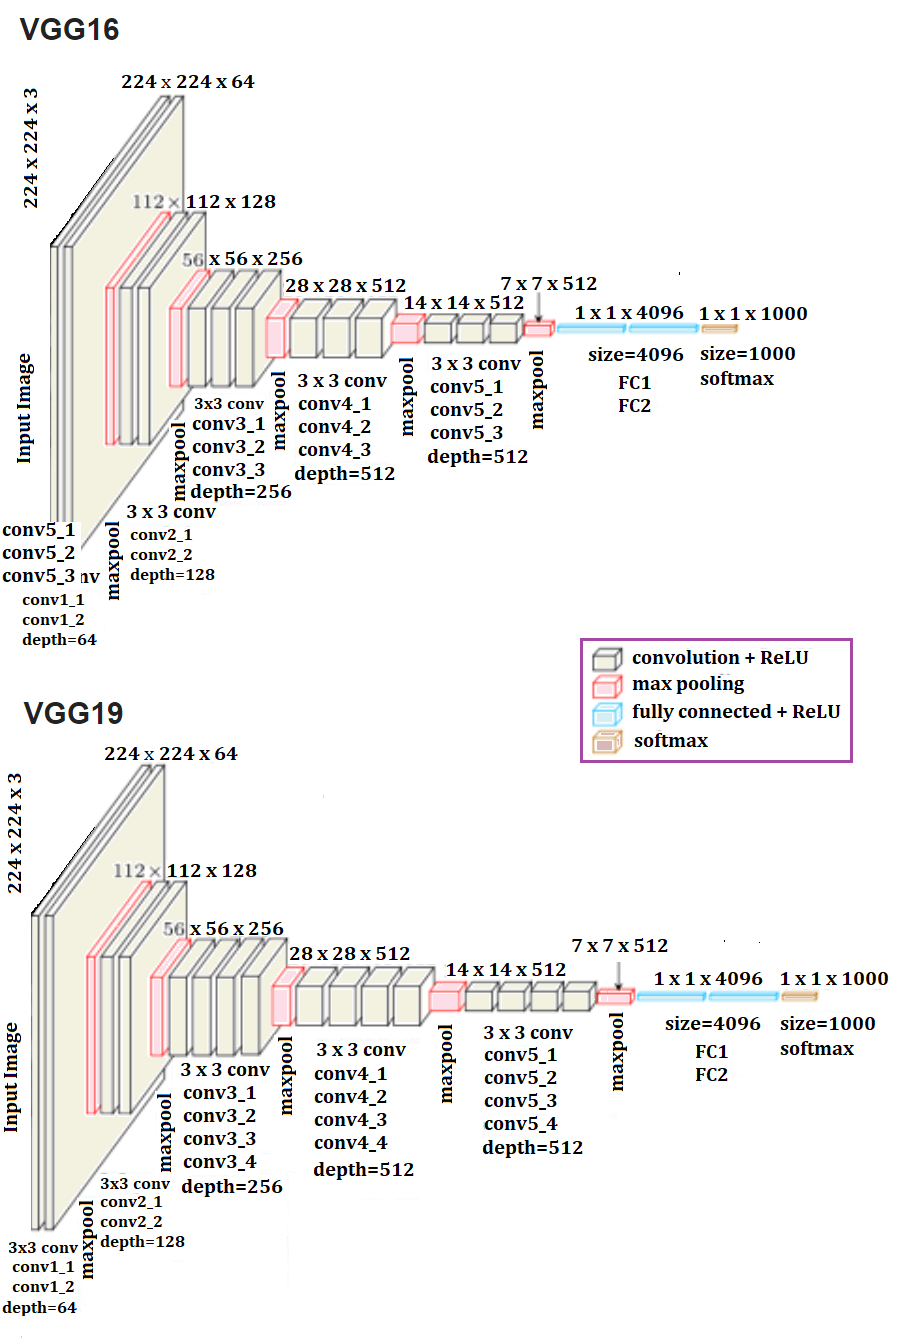 VGG16
224 x 224 x 64
224 x 224 x 3
112 × 112 x 128
56 x 56 x 256
28 x 28 x 512
14 x 14 x 512
7 x 7 x 512
1 x 1 x 4096
1 x 1 x 1000
size=4096
FC1
FC2
size=1000
softmax
Input Image
conv5_1
conv5_2
conv5_3 nv
conv1_1
conv1_2
depth=64
maxpool
3 x 3 conv
conv2_1
conv2_2
depth=128
maxpool
3x3 conv
conv3_1
conv3_2
conv3_3
depth=256
maxpool
3 x 3 conv
conv4_1
conv4_2
conv4_3
depth=512
maxpool
3 x 3 conv
conv5_1
conv5_2
conv5_3
depth=512
maxpool
convolution + ReLU
max pooling
fully connected + ReLU
softmax
VGG19
224 x 224 x 64
224 x 224 x 3
112 × 112 x 128
56 x 56 x 256
28 x 28 x 512
14 x 14 x 512
7 x 7 x 512
1 x 1 x 4096
1 x 1 x 1000
size=4096
FC1
FC2
size=1000
softmax
Input Image
3x3 conv
conv1_1
conv1_2
depth=64
maxpool
3x3 conv
conv2_1
conv2_2
depth=128
maxpool
3 x 3 conv
conv3_1
conv3_2
conv3_3
conv3_4
depth=256
maxpool
3 x 3 conv
conv4_1
conv4_2
conv4_3
conv4_4
depth=512
maxpool
3 x 3 conv
conv5_1
conv5_2
conv5_3
conv5_4
depth=512
maxpool